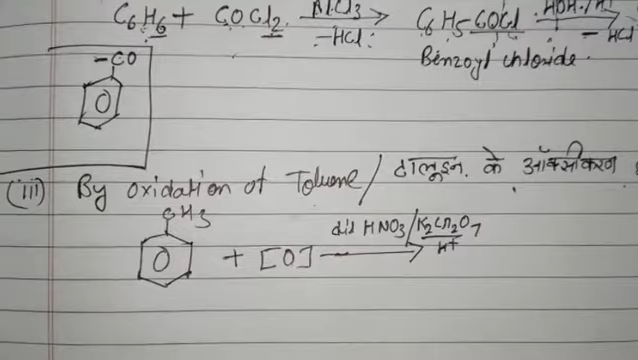 C6H6 + COCl2 AlCl3 → C6H5COCl HOH/H+ →
-HCl - HCl
Benzoyl chloride
-CO
(iii) By oxidation of Toluene / टालूइन के ऑक्सीकरण
CH3
+ [O] dil HNO3/K2Cr2O7 →
H+